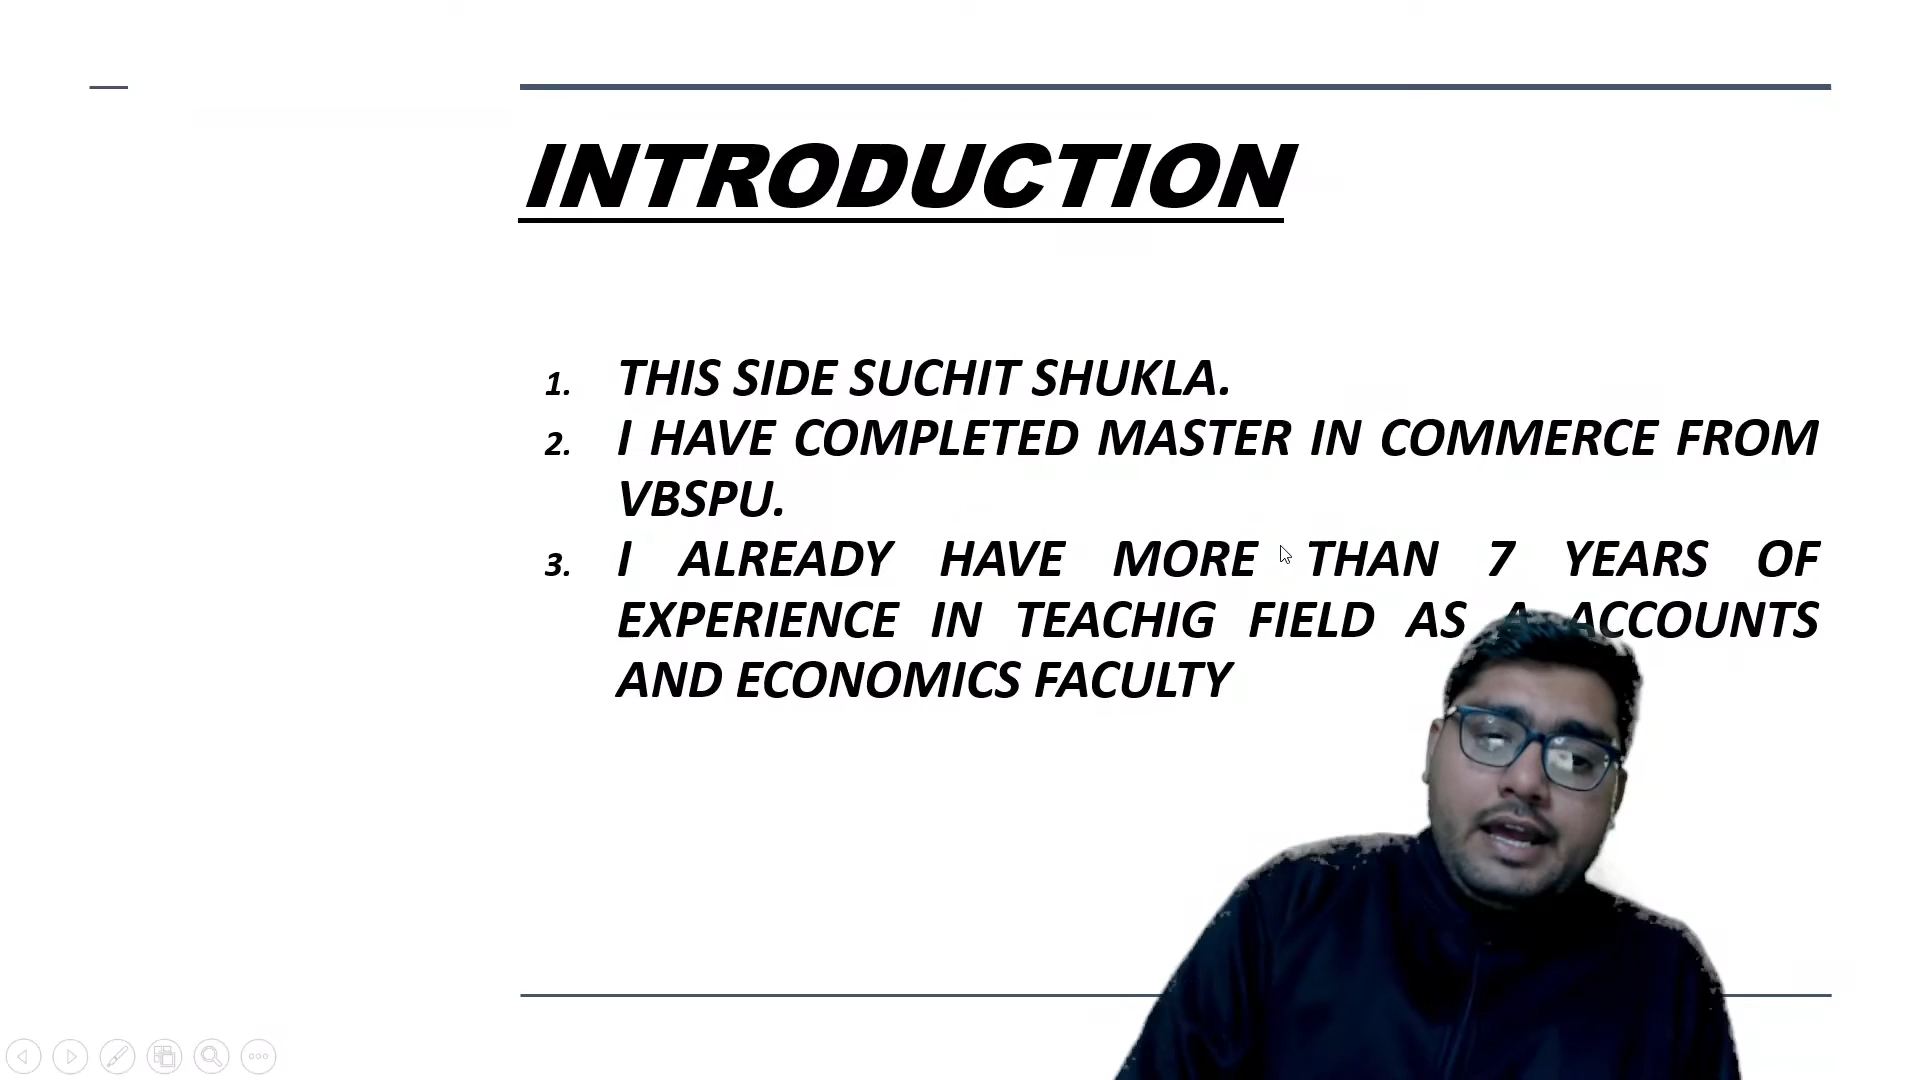 INTRODUCTION
1. THIS SIDE SUCHIT SHUKLA.
2. I HAVE COMPLETED MASTER IN COMMERCE FROM
VBSPU.
3. I ALREADY HAVE MORE THAN 7 YEARS OF
EXPERIENCE IN TEACHIG FIELD AS A ACCOUNTS
AND ECONOMICS FACULTY